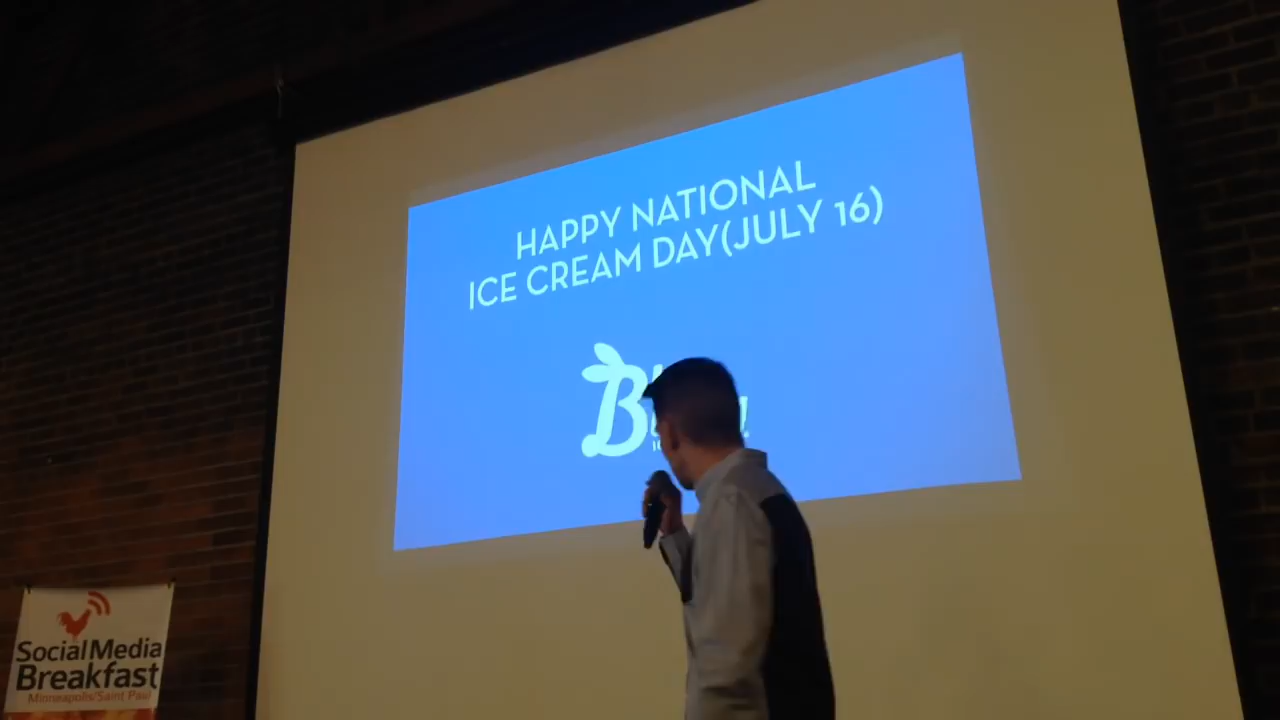 HAPPY NATIONAL
ICE CREAM DAY(JULY 16)
Social Media
Breakfast
Minneapolis/Saint Paul